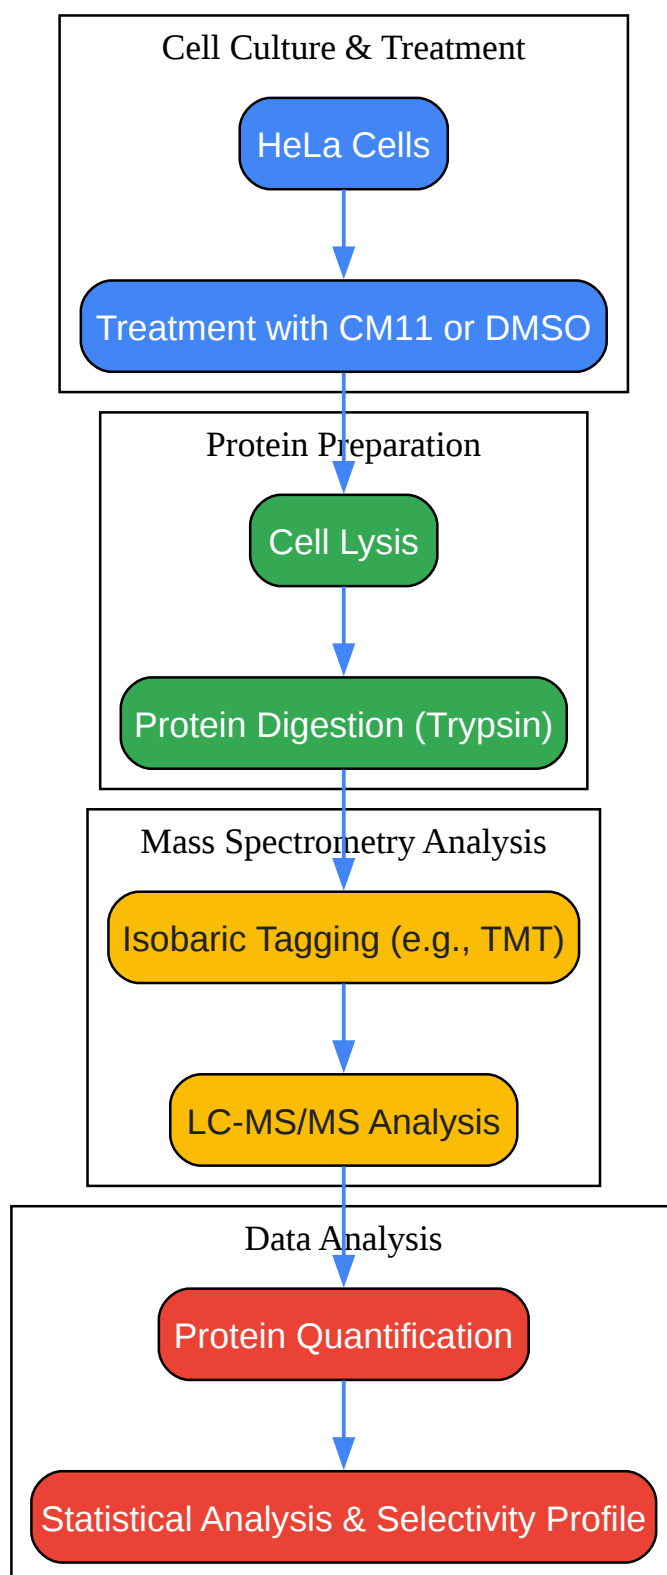 Cell Culture & Treatment
HeLa Cells
Treatment with CM11 or DMSO
Protein Preparation
Cell Lysis
Protein Digestion (Trypsin)
Mass Spectrometry Analysis
Isobaric Tagging (e.g., TMT)
LC-MS/MS Analysis
Data Analysis
Protein Quantification
Statistical Analysis & Selectivity Profile